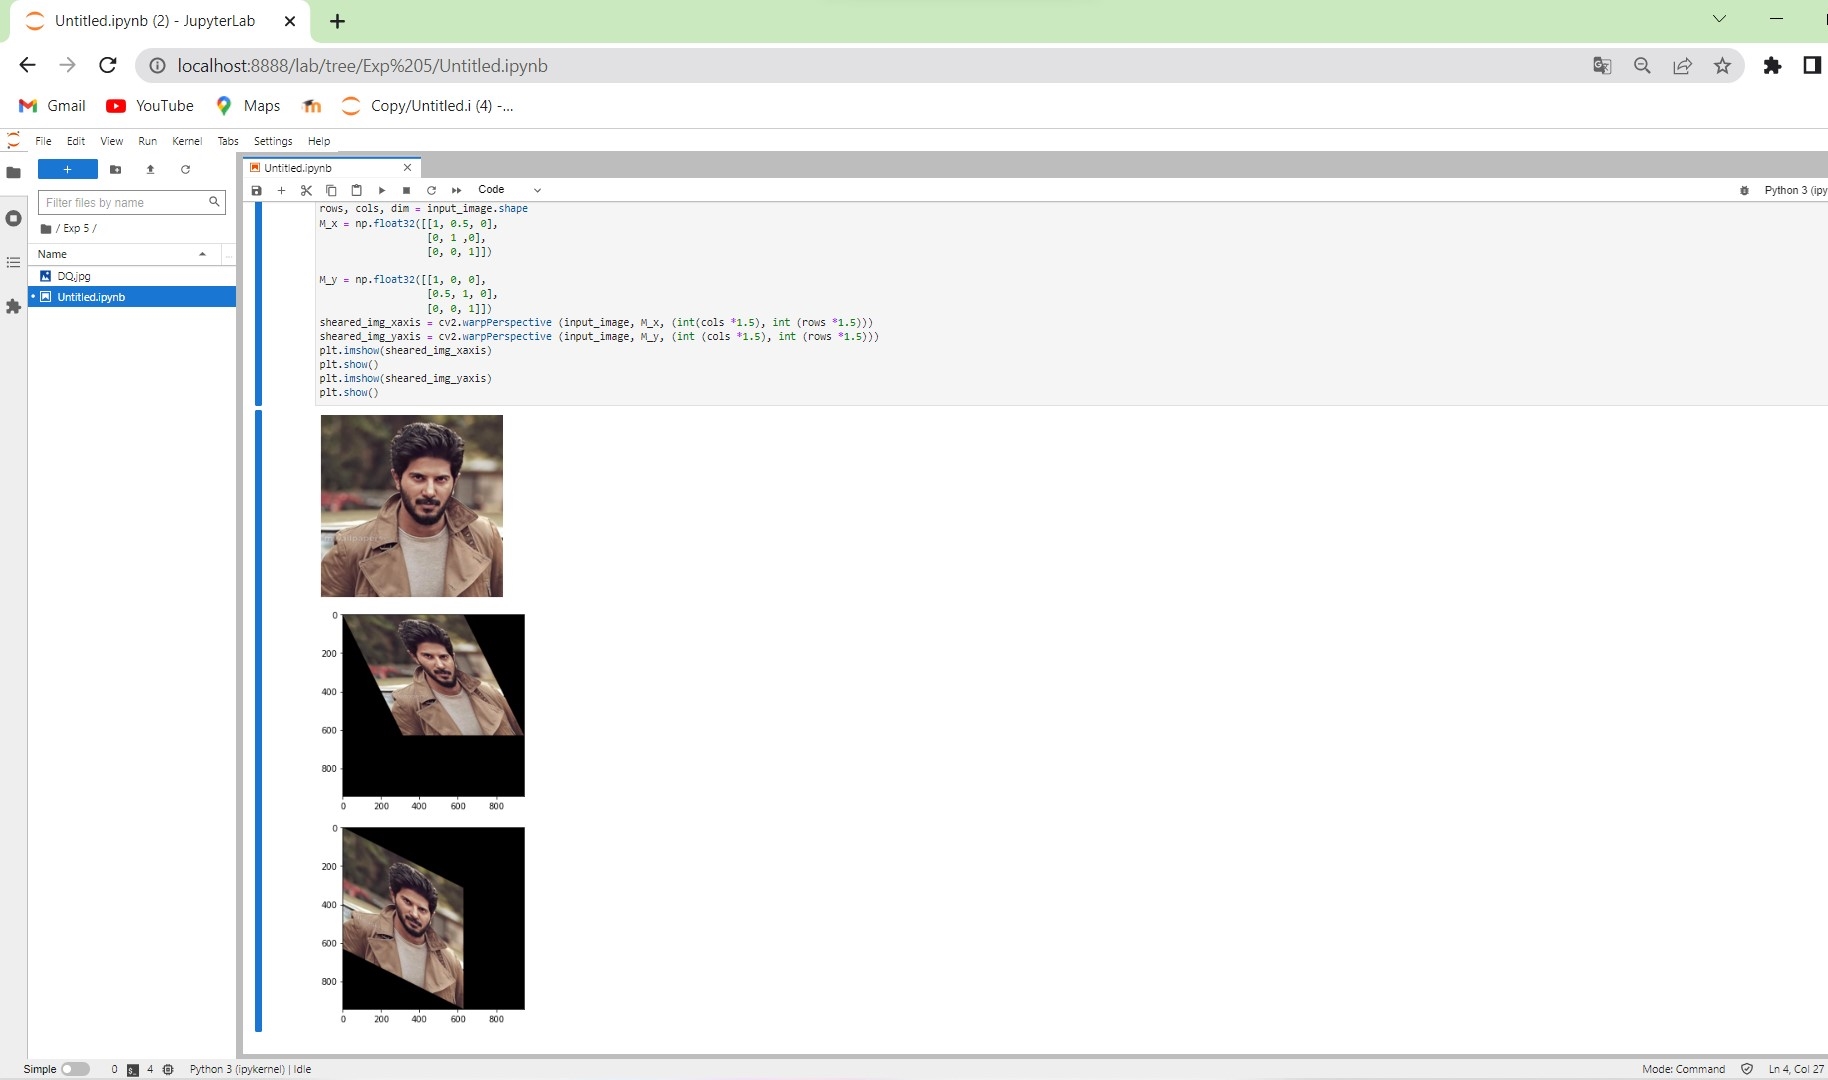 Untitled.ipynb (2) - JupyterLab
localhost:8888/lab/tree/Exp%205/Untitled.ipynb
Gmail
YouTube
Maps
Copy/Untitled.i (4) -...
File
Edit
View
Run
Kernel
Tabs
Settings
Help
Untitled.ipynb
Filter files by name
/ Exp 5 /
Name
DQ.jpg
Untitled.ipynb
Code
Python 3 (ipy
rows, cols, dim = input_image.shape
M_x = np.float32([[1, 0.5, 0],
[0, 1 ,0],
[0, 0, 1]])
M_y = np.float32([[1, 0, 0],
[0.5, 1, 0],
[0, 0, 1]])
sheared_img_xaxis = cv2.warpPerspective (input_image, M_x, (int(cols *1.5), int (rows *1.5)))
sheared_img_yaxis = cv2.warpPerspective (input_image, M_y, (int (cols *1.5), int (rows *1.5)))
plt.imshow(sheared_img_xaxis)
plt.show()
plt.imshow(sheared_img_yaxis)
plt.show()
0
200
400
600
800
0 200 400 600 800
0
200
400
600
800
0 200 400 600 800
Simple
0
4
Python 3 (ipykernel) | Idle
Mode: Command
Ln 4, Col 27